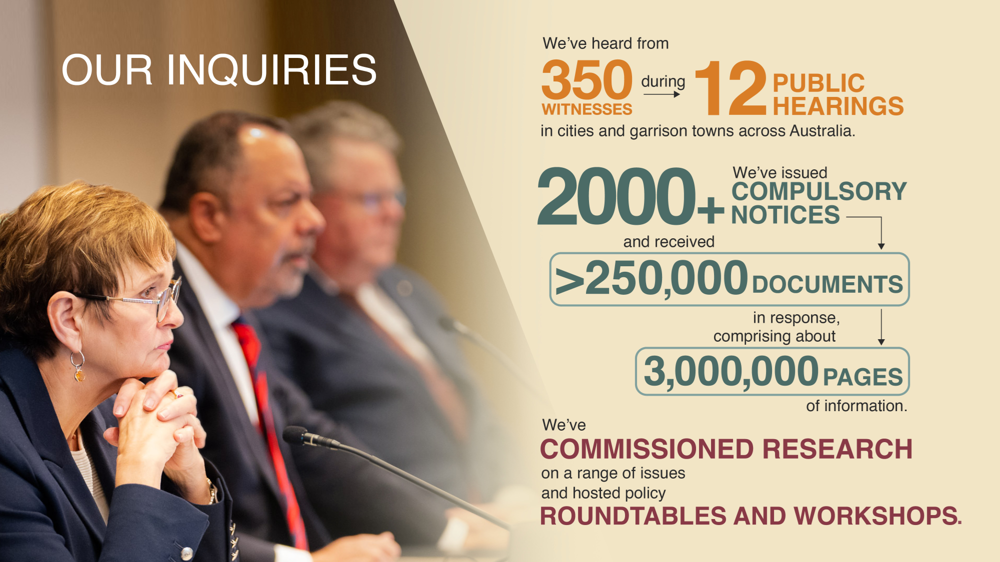 OUR INQUIRIES
We’ve heard from
350 during 12 PUBLIC
WITNESSES HEARINGS
in cities and garrison towns across Australia.
2000+ We’ve issued
COMPULSORY
NOTICES
and received
>250,000 DOCUMENTS
in response,
comprising about
3,000,000 PAGES
of information.
We’ve
COMMISSIONED RESEARCH
on a range of issues
and hosted policy
ROUNDTABLES AND WORKSHOPS.